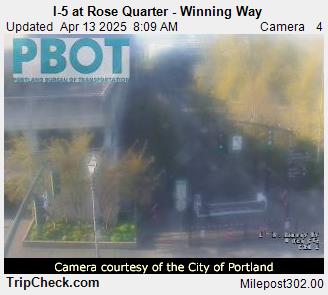 I-5 at Rose Quarter - Winning Way
Updated Apr 13 2025 8:09 AM Camera 4
PBOT
PORTLAND BUREAU OF TRANSPORTATION
Camera courtesy of the City of Portland
TripCheck.com Milepost302.00